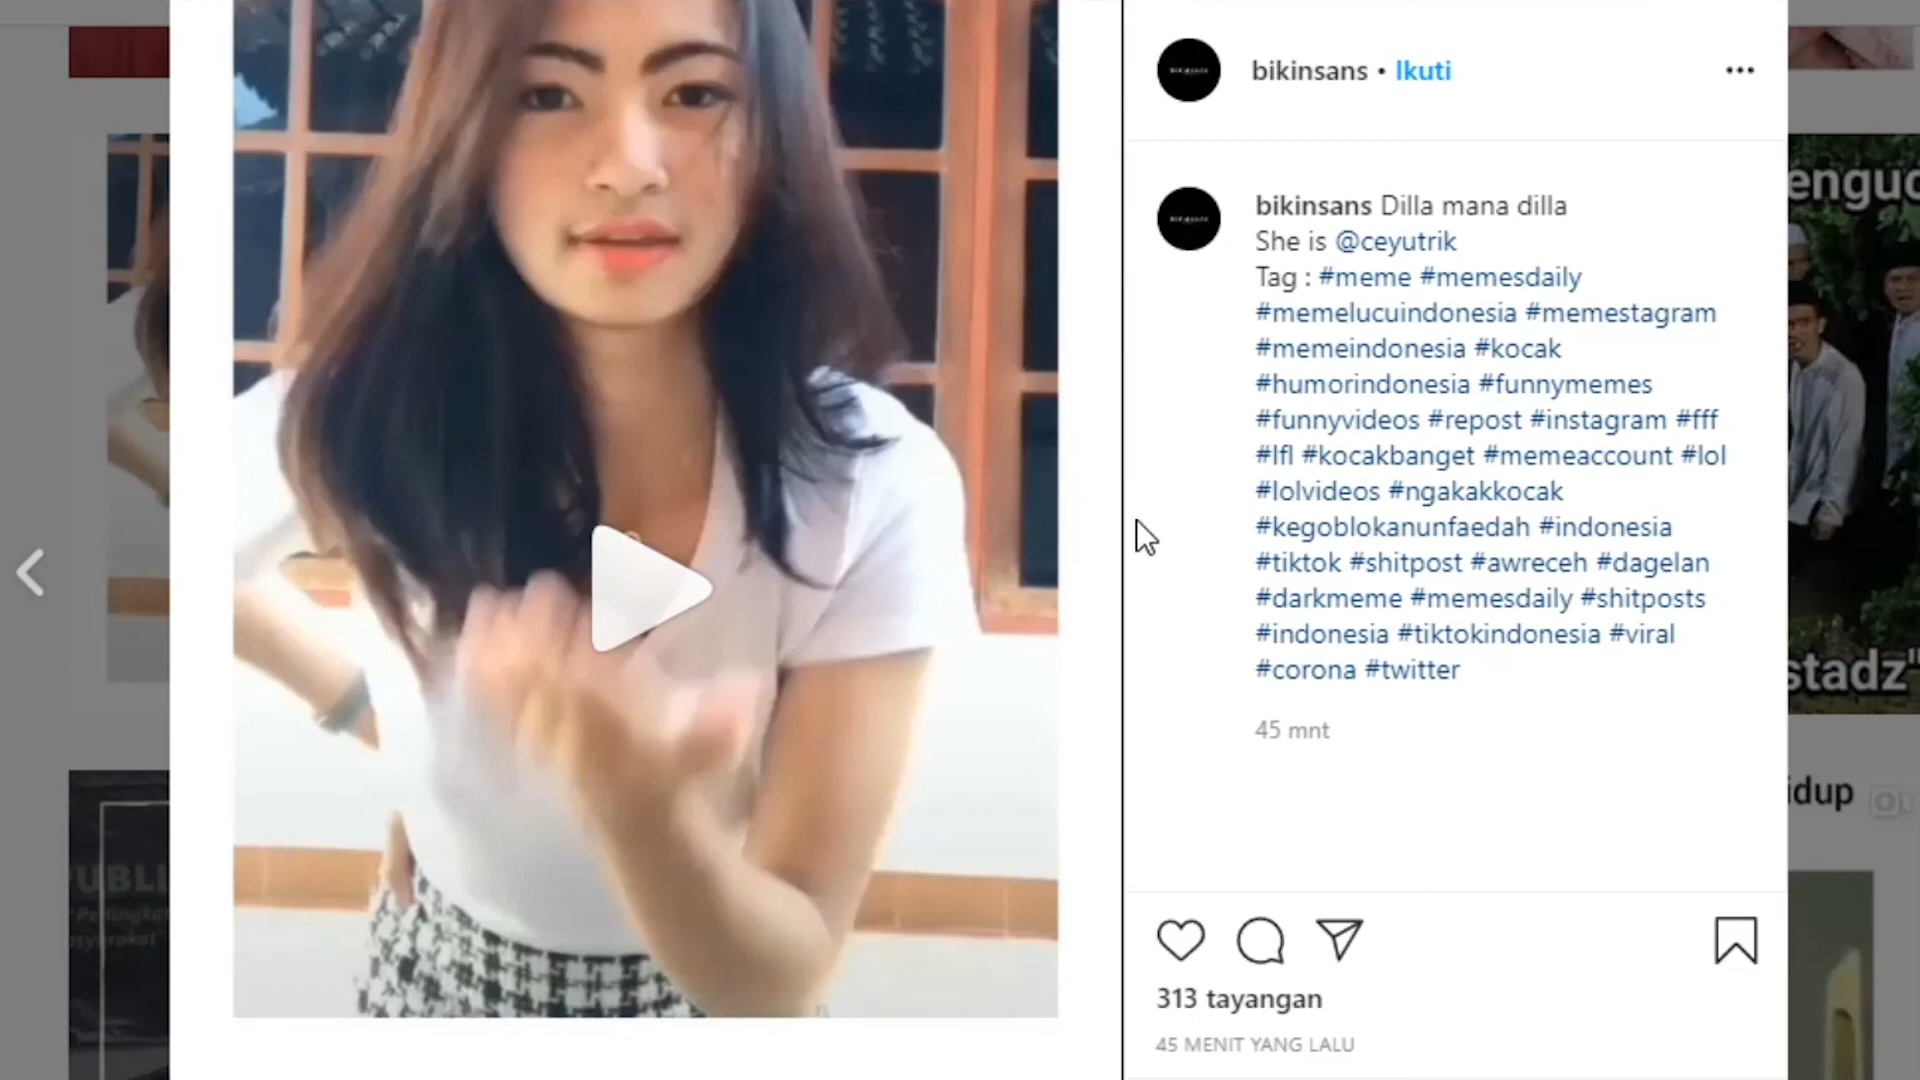 bikinsans • Ikuti
bikinsans Dilla mana dilla
She is @ceyutrik
Tag : #meme #memesdaily
#memelucuindonesia #memestagram
#memeindonesia #kocak
#humorindonesia #funnymemes
#funnyvideos #repost #instagram #fff
#lfl #kocakbanget #memeaccount #lol
#lolvideos #ngakakkocak
#kegoblokanunfaedah #indonesia
#tiktok #shitpost #awreceh #dagelan
#darkmeme #memesdaily #shitposts
#indonesia #tiktokindonesia #viral
#corona #twitter
45 mnt
313 tayangan
45 MENIT YANG LALU
engud
stadz"
idup
UBLI